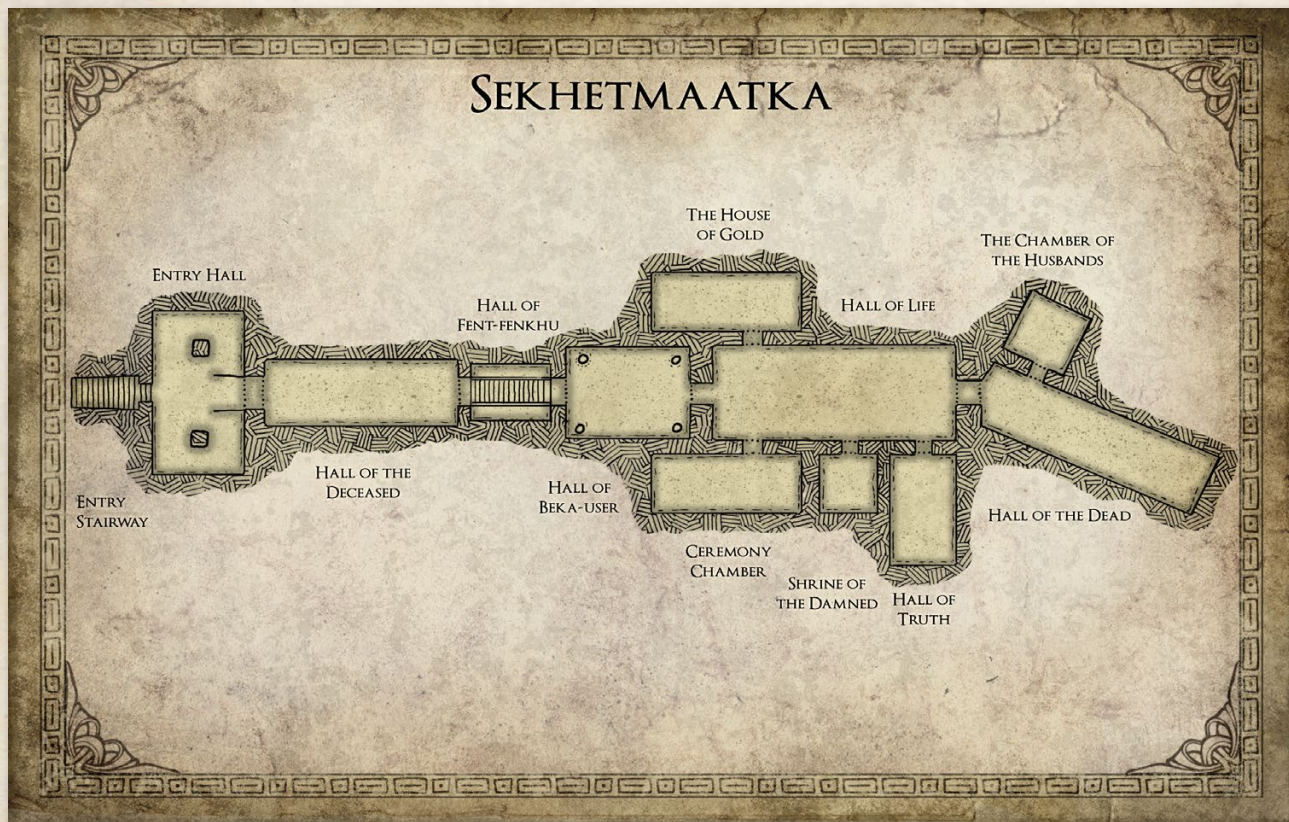 Sekhetmaatka
The House
of Gold
The Chamber of
the Husbands
Entry Hall
Hall of
Fent-fenkhu
Hall of Life
Hall of the
Deceased
Entry
Stairway
Hall of
Beka-user
Hall of the Dead
Ceremony
Chamber
Shrine of
the Damned
Hall of
Truth